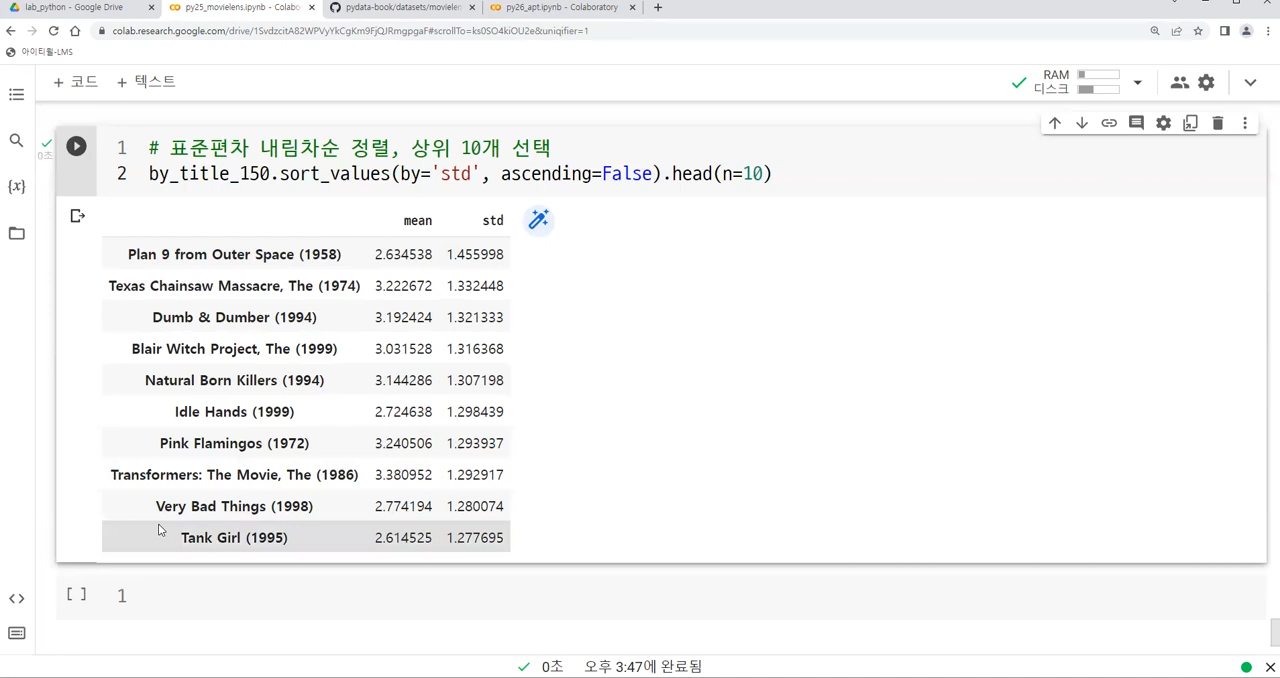 lab_python - Google Drive
py25_movielens.ipynb - Colabo
pydata-book/datasets/movielen
py26_apt.ipynb - Colaboratory
colab.research.google.com/drive/1SvdzcitA82WPVyYkCgKm9FjQJRmgpgaF#scrollTo=ks0SO4kiOU2e&uniqifier=1
아이티윌-LMS
+ 코드 + 텍스트
RAM
디스크
0초
1 # 표준편차 내림차순 정렬, 상위 10개 선택
2 by_title_150.sort_values(by='std', ascending=False).head(n=10)
mean std
Plan 9 from Outer Space (1958) 2.634538 1.455998
Texas Chainsaw Massacre, The (1974) 3.222672 1.332448
Dumb & Dumber (1994) 3.192424 1.321333
Blair Witch Project, The (1999) 3.031528 1.316368
Natural Born Killers (1994) 3.144286 1.307198
Idle Hands (1999) 2.724638 1.298439
Pink Flamingos (1972) 3.240506 1.293937
Transformers: The Movie, The (1986) 3.380952 1.292917
Very Bad Things (1998) 2.774194 1.280074
Tank Girl (1995) 2.614525 1.277695
[ ] 1
0초 오후 3:47에 완료됨